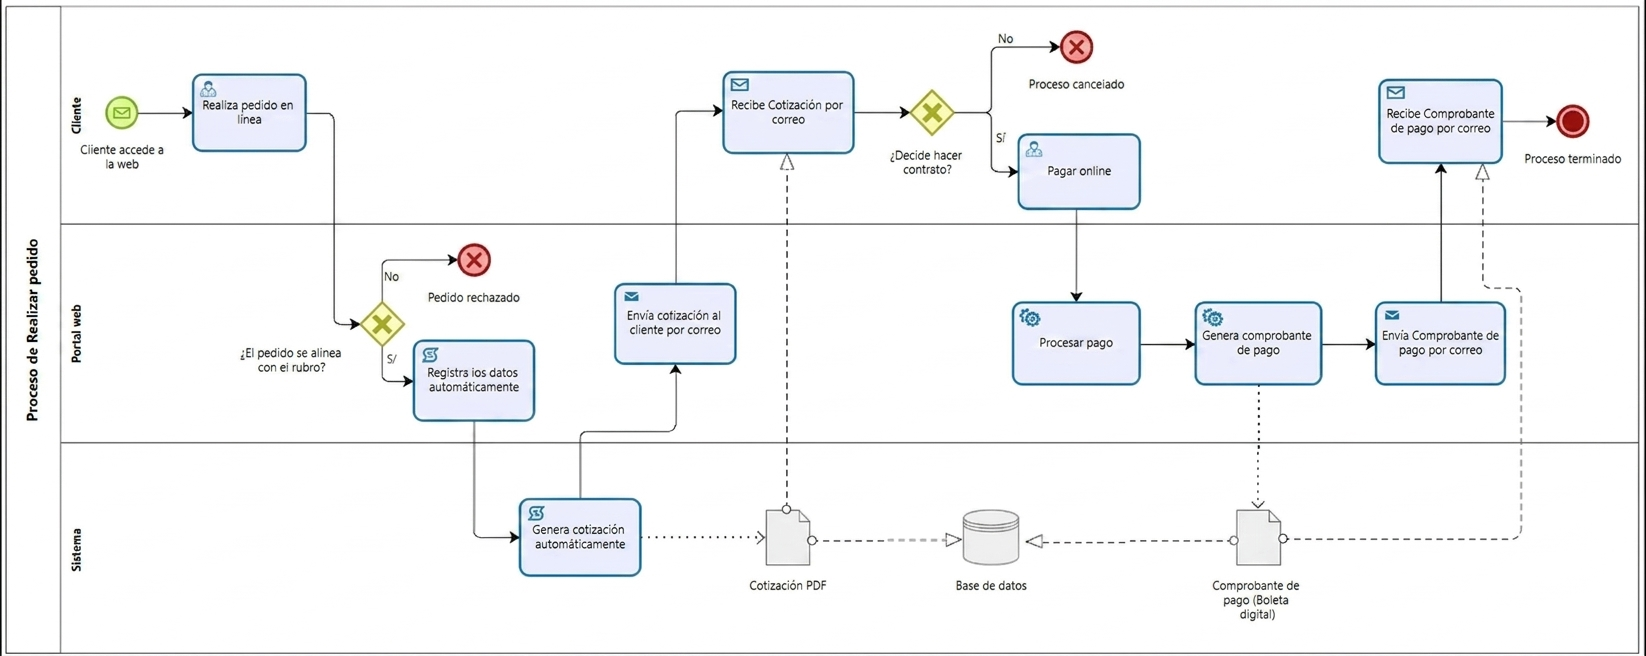 Proceso de Realizar pedido
Cliente
Cliente accede a
la web
Realiza pedido en
línea
Recibe Cotización por
correo
¿Decide hacer
contrato?
No
Proceso cancelado
SÍ
Pagar online
Recibe Comprobante
de pago por correo
Proceso terminado
Portal web
¿El pedido se alinea
con el rubro?
No
Pedido rechazado
S/
Registra ios datos
automáticamente
Envía cotización al
cliente por correo
Procesar pago
Genera comprobante
de pago
Envía Comprobante de
pago por correo
Sistema
Genera cotización
automáticamente
Cotización PDF
Base de datos
Comprobante de
pago (Boleta
digital)